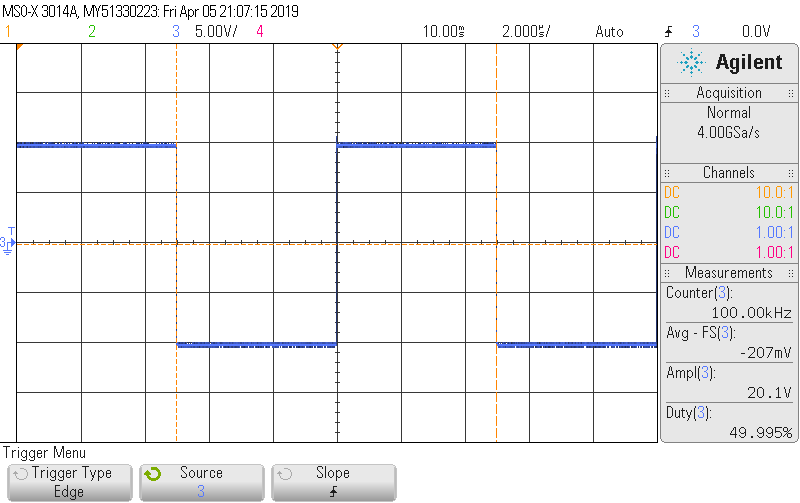 MSO-X 3014A, MY51330223: Fri Apr 05 21:07:15 2019
1 2 3 5.00V/ 4 10.00s 2.000s/ Auto 3 0.0V
Agilent
Acquisition
Normal
4.00GSa/s
Channels
DC 10.0:1
DC 10.0:1
DC 1.00:1
DC 1.00:1
Measurements
Counter(3):
100.00kHz
Avg - FS(3):
-207mV
Ampl(3):
20.1V
Duty(3):
49.995%
T
3
Trigger Menu
Trigger Type Source Slope
Edge 3